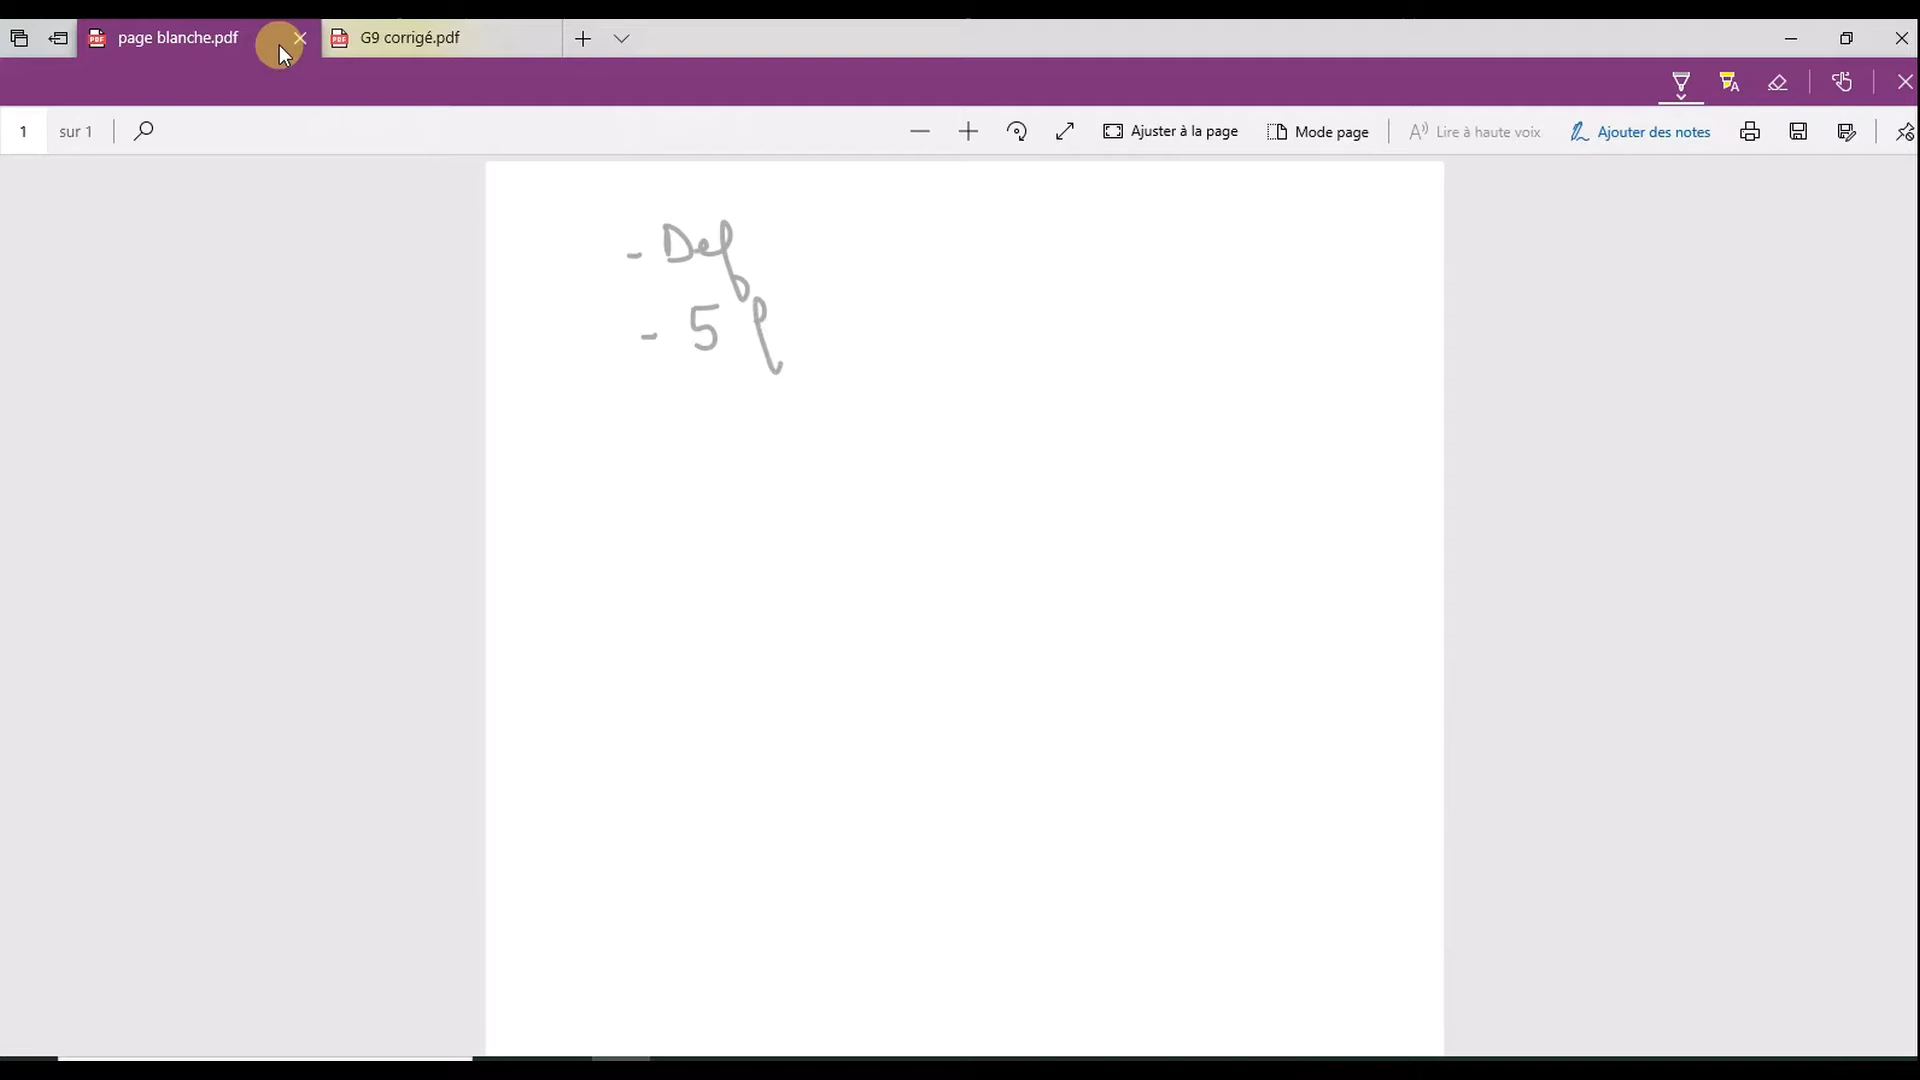 page blanche.pdf
G9 corrigé.pdf
1 sur 1
Ajuster à la page
Mode page
Lire à haute voix
Ajouter des notes
- Def
- 5 p